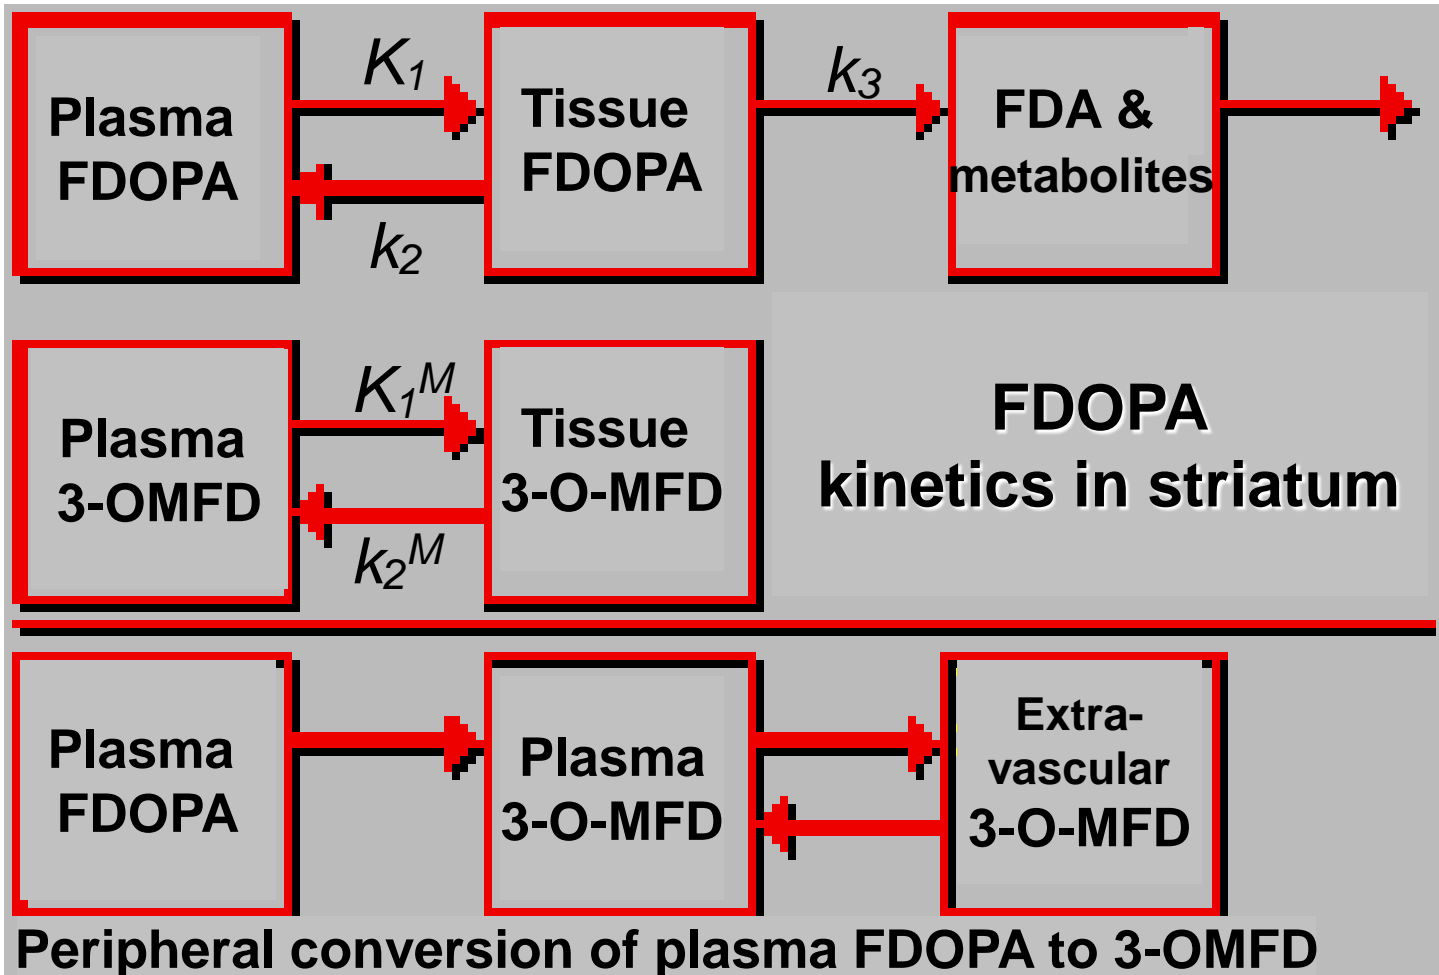 K1
Plasma
FDOPA
k2
Tissue
FDOPA
k3
FDA &
metabolites
K1M
Plasma
3-OMFD
k2M
Tissue
3-O-MFD
FDOPA
kinetics in striatum
Plasma
FDOPA
Plasma
3-O-MFD
Extra-
vascular
3-O-MFD
Peripheral conversion of plasma FDOPA to 3-OMFD